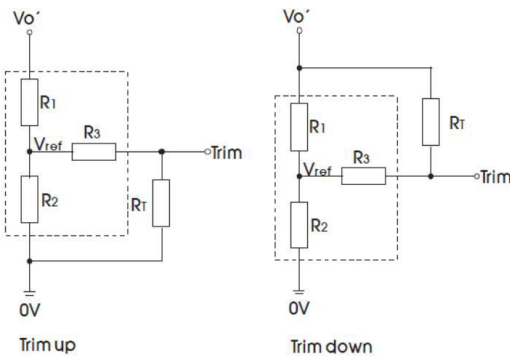 Vo´
R1
Vref
R3
Trim
R2
RT
0V
Trim up
Vo´
R1
RT
Vref
R3
Trim
R2
0V
Trim down